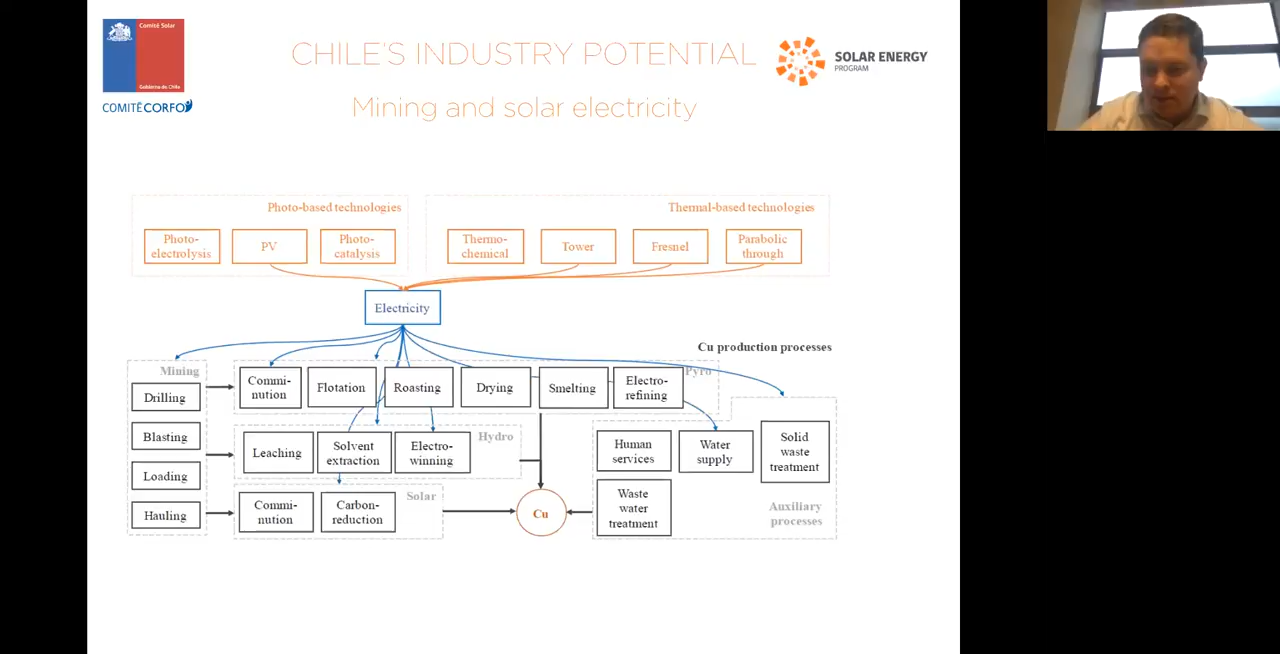 Comité Solar
Gobierno de Chile
COMITÉCORFO
CHILE'S INDUSTRY POTENTIAL
Mining and solar electricity
SOLAR ENERGY
PROGRAM
Photo-based technologies
Thermal-based technologies
Photo-
electrolysis
PV
Photo-
catalysis
Thermo-
chemical
Tower
Fresnel
Parabolic
through
Electricity
Cu production processes
Mining
Drilling
Blasting
Loading
Hauling
Pyro
Commi-
nution
Flotation
Roasting
Drying
Smelting
Electro-
refining
Hydro
Leaching
Solvent
extraction
Electro-
winning
Solar
Commi-
nution
Carbon-
reduction
Cu
Human
services
Water
supply
Solid
waste
treatment
Waste
water
treatment
Auxiliary
processes